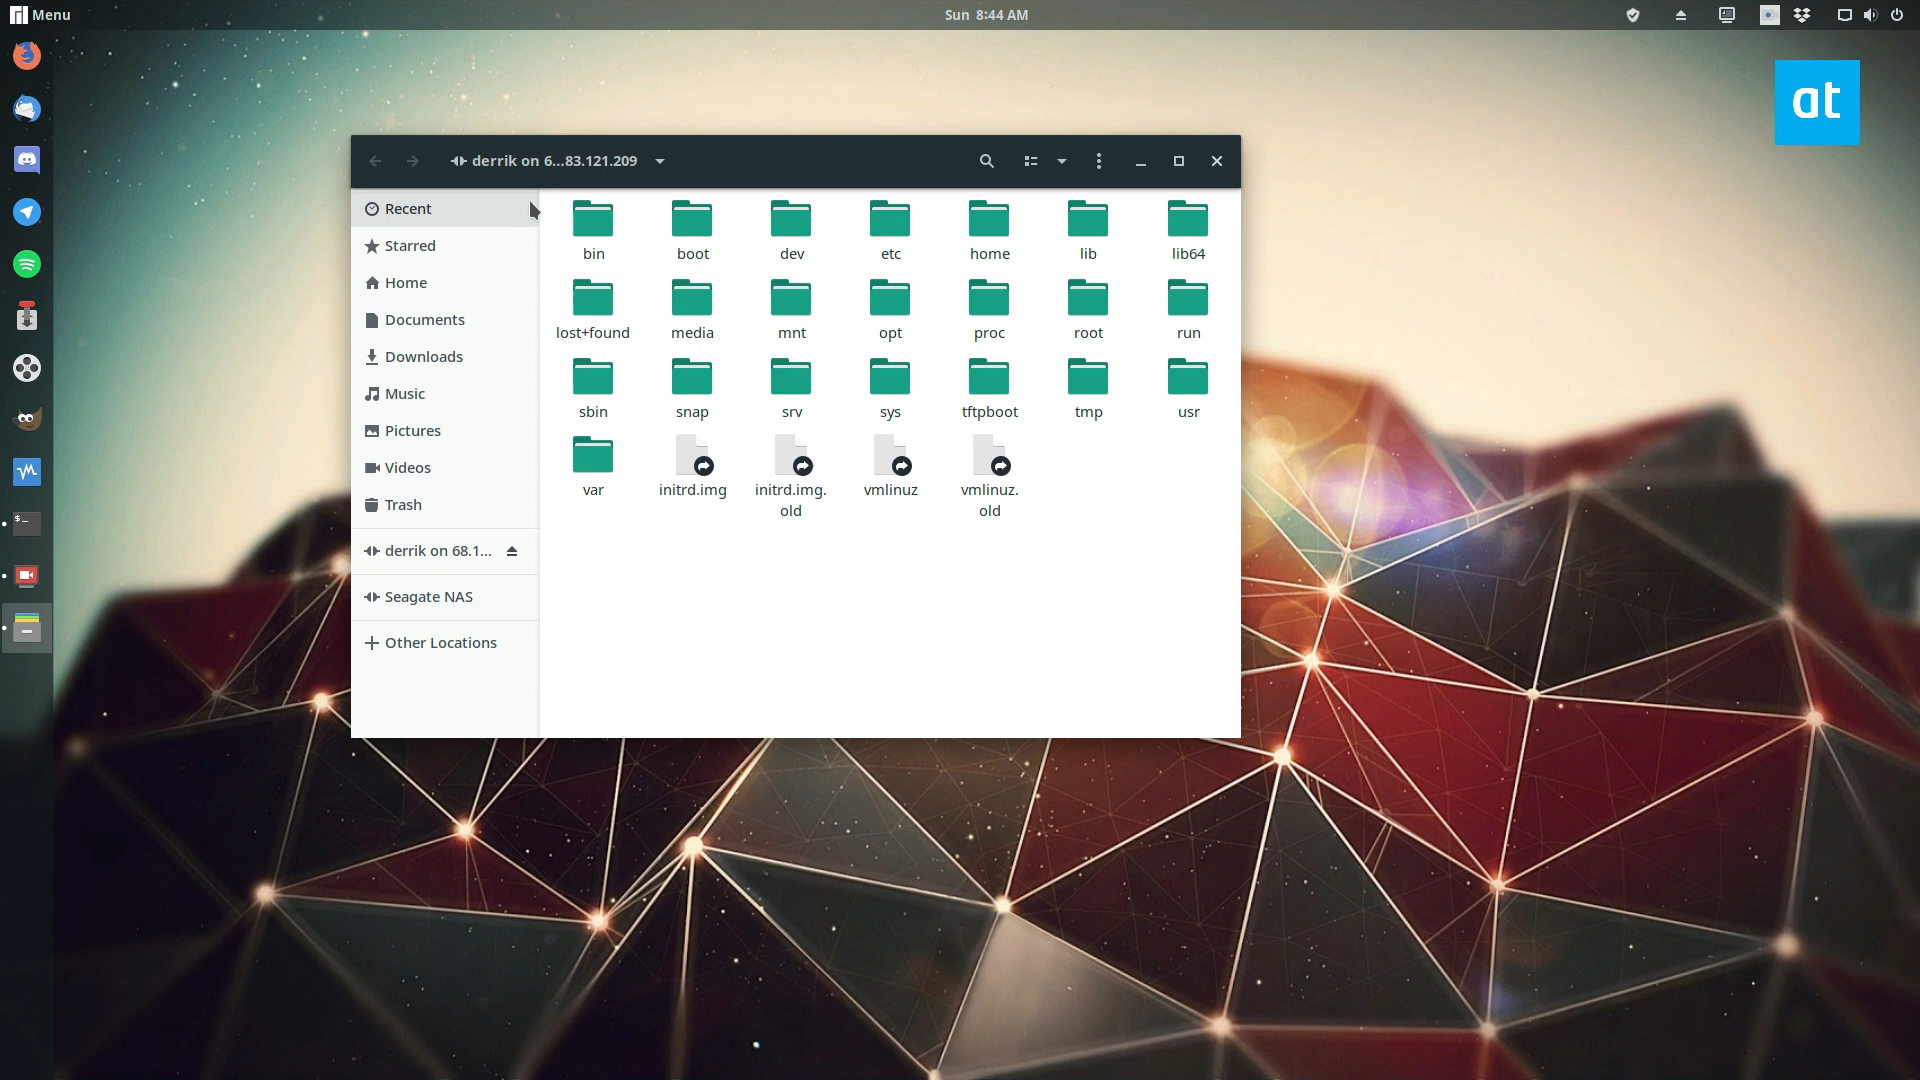 Menu
Sun 8:44 AM
at
derrik on 6...83.121.209
Recent
Starred
Home
Documents
Downloads
Music
Pictures
Videos
Trash
derrik on 68.1...
Seagate NAS
Other Locations
bin boot dev etc home lib lib64
lost+found media mnt opt proc root run
sbin snap srv sys tftpboot tmp usr
var initrd.img initrd.img. vmlinuz vmlinuz.
old old
$_